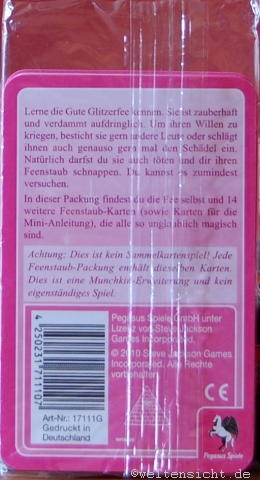 Lerne die Gute Glitzerfee kennen. Sie ist zauberhaft
und verdammt aufdringlich. Um ihren Willen zu
kriegen, besticht sie gern andere Leute oder schlägt
ihnen auch genauso gern mal den Schädel ein.
Natürlich darfst du sie auch töten und dir ihren
Feenstaub schnappen. Du kannst es zumindest
versuchen.
In dieser Packung findest du die Fee selbst und 14
weitere Feenstaub-Karten (sowie Karten für die
Mini-Anleitung), die alle so unglaublich magisch
sind.
Achtung: Dies ist kein Sammelkartenspiel! Jede
Feenstaub-Packung enthält dieselben Karten.
Dies ist eine Munchkin-Erweiterung und kein
eigenständiges Spiel.
4 250231 711107
Art-Nr.: 17111G
Gedruckt in
Deutschland
Pegasus Spiele GmbH unter
Lizenz von Steve Jackson
Games Incorporated.
© 2010 Steve Jackson Games
Incorporated. Alle Rechte
vorbehalten.
CE
Pegasus Spiele
©weltensicht.de